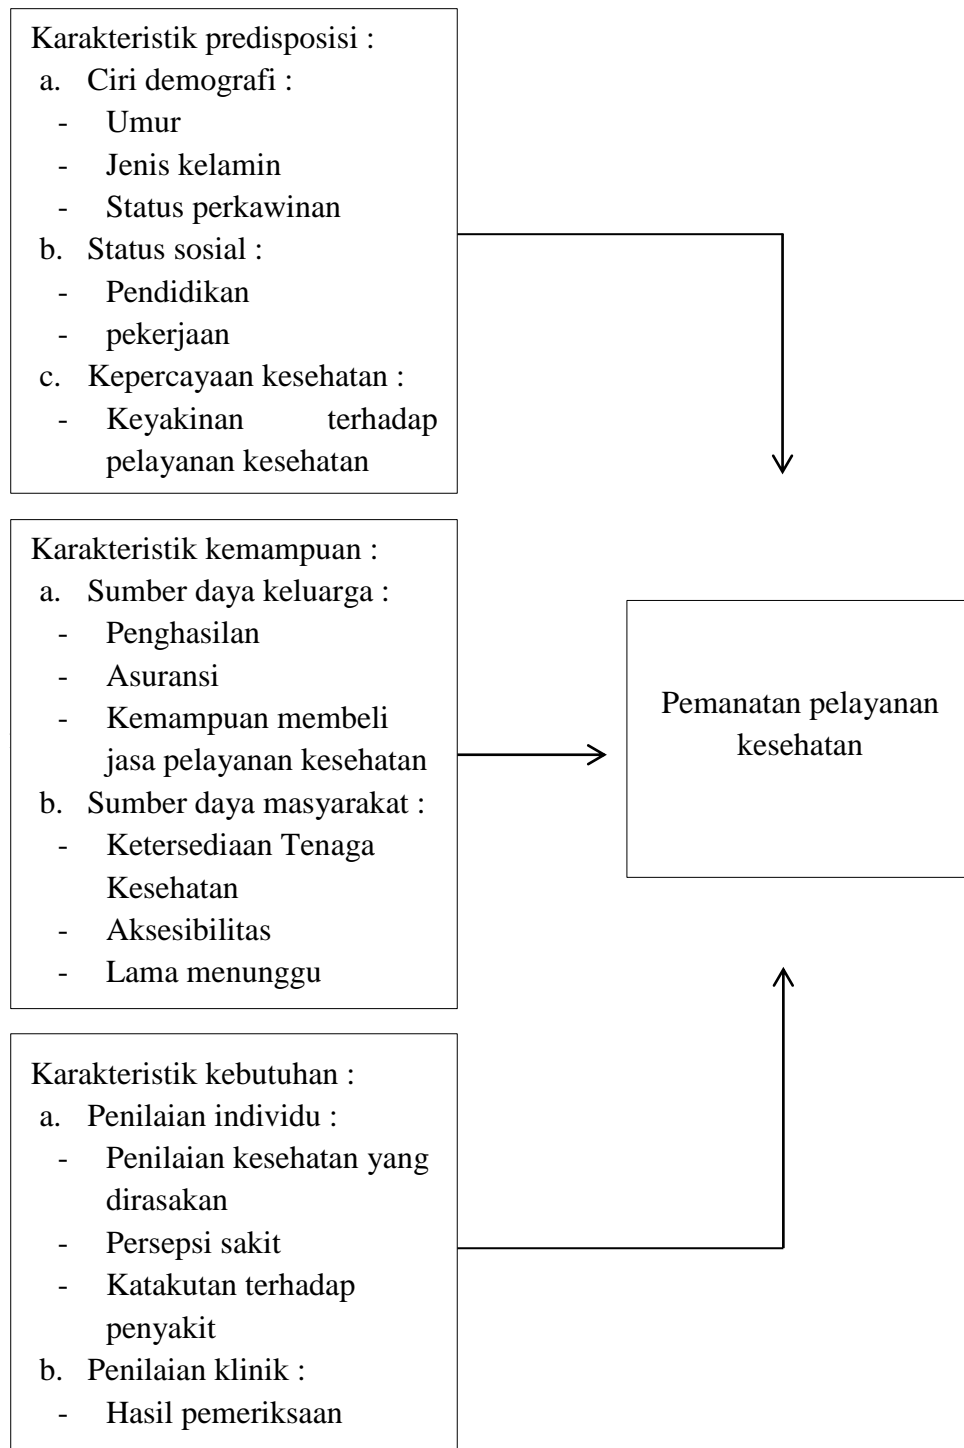 Karakteristik predisposisi :
a. Ciri demografi :
- Umur
- Jenis kelamin
- Status perkawinan
b. Status sosial :
- Pendidikan
- pekerjaan
c. Kepercayaan kesehatan :
- Keyakinan terhadap
pelayanan kesehatan
Karakteristik kemampuan :
a. Sumber daya keluarga :
- Penghasilan
- Asuransi
- Kemampuan membeli
jasa pelayanan kesehatan
b. Sumber daya masyarakat :
- Ketersediaan Tenaga
Kesehatan
- Aksesibilitas
- Lama menunggu
Pemanatan pelayanan
kesehatan
Karakteristik kebutuhan :
a. Penilaian individu :
- Penilaian kesehatan yang
dirasakan
- Persepsi sakit
- Katakutan terhadap
penyakit
b. Penilaian klinik :
- Hasil pemeriksaan